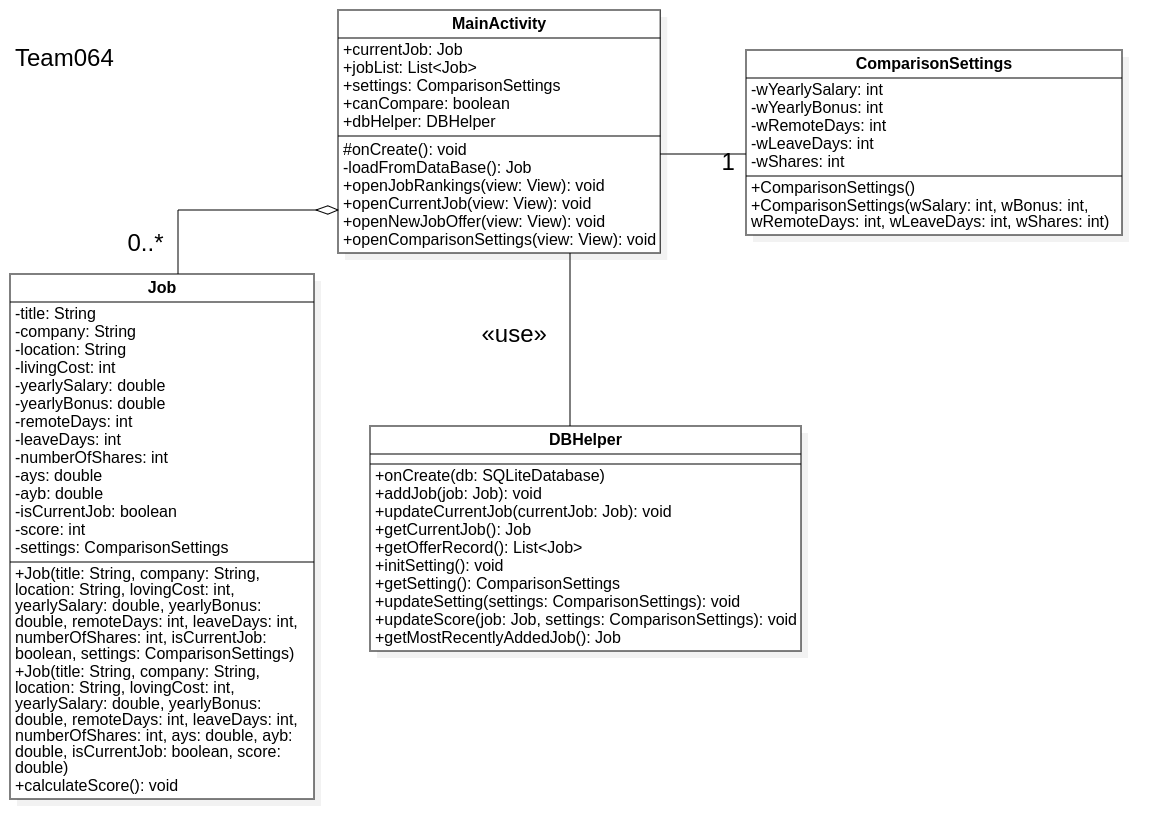 Team064
MainActivity
+currentJob: Job
+jobList: List<Job>
+settings: ComparisonSettings
+canCompare: boolean
+dbHelper: DBHelper
#onCreate(): void
-loadFromDataBase(): Job
+openJobRankings(view: View): void
+openCurrentJob(view: View): void
+openNewJobOffer(view: View): void
+openComparisonSettings(view: View): void
ComparisonSettings
-wYearlySalary: int
-wYearlyBonus: int
-wRemoteDays: int
-wLeaveDays: int
-wShares: int
+ComparisonSettings()
+ComparisonSettings(wSalary: int, wBonus: int,
wRemoteDays: int, wLeaveDays: int, wShares: int)
1
0..*
Job
-title: String
-company: String
-location: String
-livingCost: int
-yearlySalary: double
-yearlyBonus: double
-remoteDays: int
-leaveDays: int
-numberOfShares: int
-ays: double
-ayb: double
-isCurrentJob: boolean
-score: int
-settings: ComparisonSettings
+Job(title: String, company: String,
location: String, lovingCost: int,
yearlySalary: double, yearlyBonus:
double, remoteDays: int, leaveDays: int,
numberOfShares: int, isCurrentJob:
boolean, settings: ComparisonSettings)
+Job(title: String, company: String,
location: String, lovingCost: int,
yearlySalary: double, yearlyBonus:
double, remoteDays: int, leaveDays: int,
numberOfShares: int, ays: double, ayb:
double, isCurrentJob: boolean, score:
double)
+calculateScore(): void
«use»
DBHelper
+onCreate(db: SQLiteDatabase)
+addJob(job: Job): void
+updateCurrentJob(currentJob: Job): void
+getCurrentJob(): Job
+getOfferRecord(): List<Job>
+initSetting(): void
+getSetting(): ComparisonSettings
+updateSetting(settings: ComparisonSettings): void
+updateScore(job: Job, settings: ComparisonSettings): void
+getMostRecentlyAddedJob(): Job